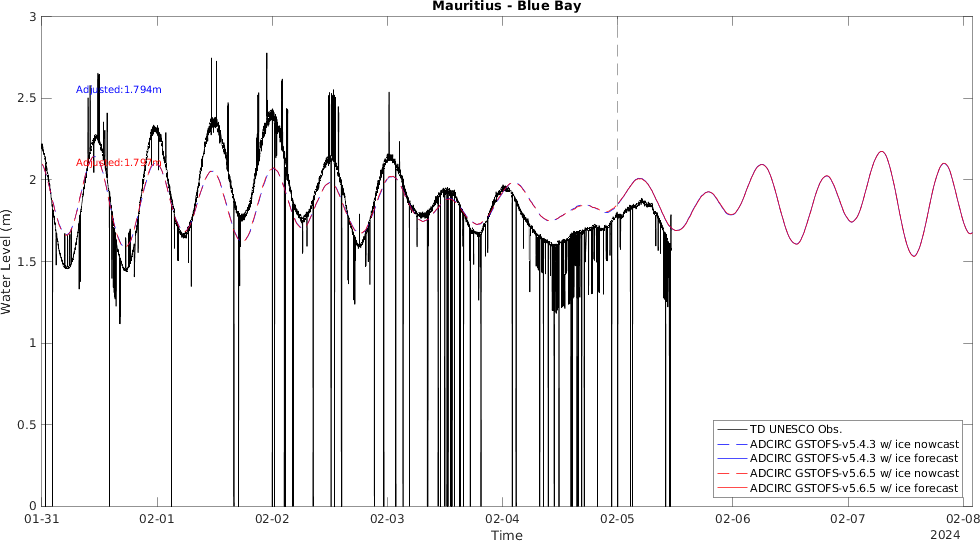 Mauritius - Blue Bay
3
2.5
2
1.5
1
0.5
0
Water Level (m)
Adjusted:1.794m
Adjusted:1.797m
TD UNESCO Obs.
ADCIRC GSTOFS-v5.4.3 w/ ice nowcast
ADCIRC GSTOFS-v5.4.3 w/ ice forecast
ADCIRC GSTOFS-v5.6.5 w/ ice nowcast
ADCIRC GSTOFS-v5.6.5 w/ ice forecast
01-31 02-01 02-02 02-03 02-04 02-05 02-06 02-07 02-08
Time
2024